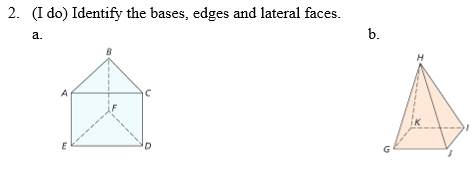 2. (I do) Identify the bases, edges and lateral faces.
a. b.
B H
A C
F K I
E D G J